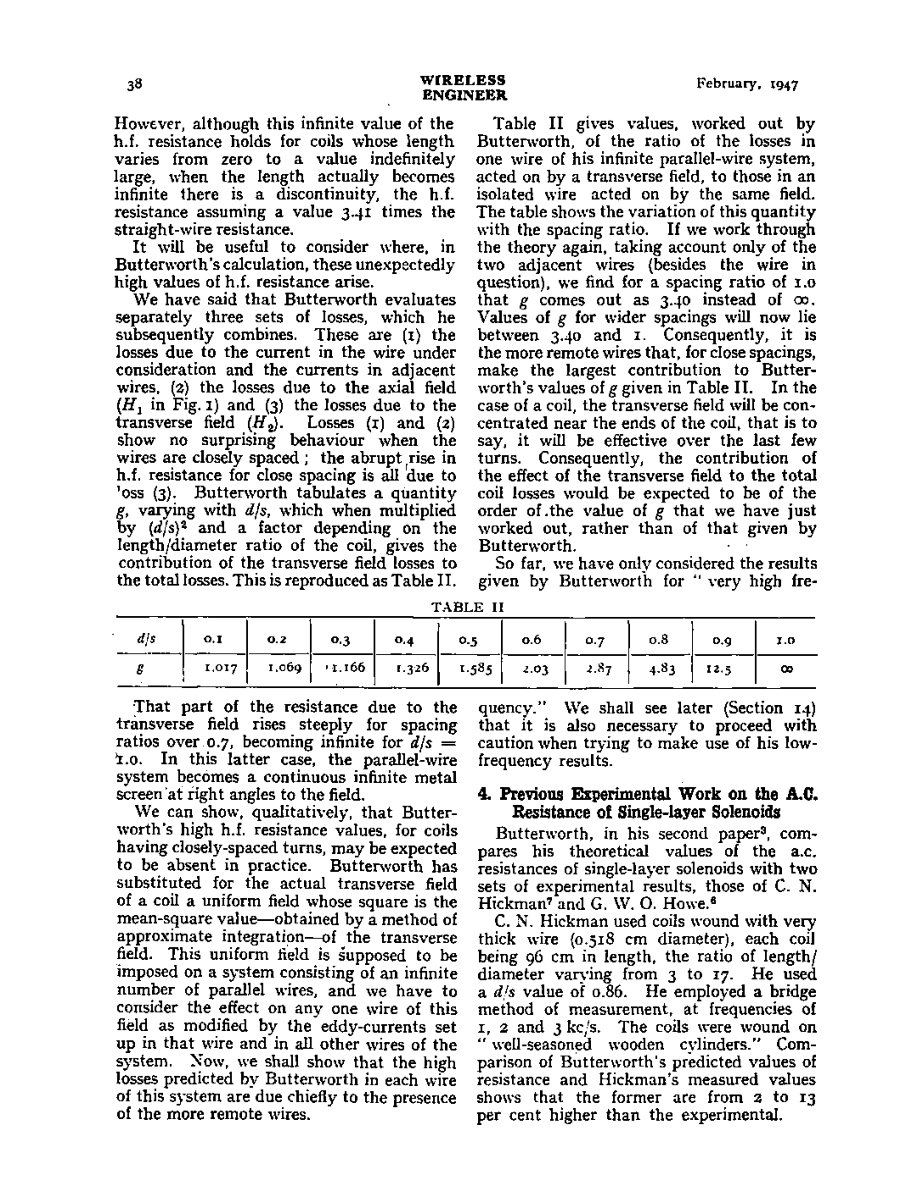 38
WIRELESS
ENGINEER
February, 1947
However, although this infinite value of the
h.f. resistance holds for coils whose length
varies from zero to a value indefinitely
large, when the length actually becomes
infinite there is a discontinuity, the h.f.
resistance assuming a value 3.41 times the
straight-wire resistance.
It will be useful to consider where, in
Butterworth's calculation, these unexpectedly
high values of h.f. resistance arise.
We have said that Butterworth evaluates
separately three sets of losses, which he
subsequently combines. These are (1) the
losses due to the current in the wire under
consideration and the currents in adjacent
wires, (2) the losses due to the axial field
(H₁ in Fig. 1) and (3) the losses due to the
transverse field (H₂). Losses (1) and (2)
show no surprising behaviour when the
wires are closely spaced ; the abrupt rise in
h.f. resistance for close spacing is all due to
'oss (3). Butterworth tabulates a quantity
g, varying with d/s, which when multiplied
by (d/s)² and a factor depending on the
length/diameter ratio of the coil, gives the
contribution of the transverse field losses to
the total losses. This is reproduced as Table II.
Table II gives values, worked out by
Butterworth, of the ratio of the losses in
one wire of his infinite parallel-wire system,
acted on by a transverse field, to those in an
isolated wire acted on by the same field.
The table shows the variation of this quantity
with the spacing ratio. If we work through
the theory again, taking account only of the
two adjacent wires (besides the wire in
question), we find for a spacing ratio of 1.0
that g comes out as 3.40 instead of ∞.
Values of g for wider spacings will now lie
between 3.40 and 1. Consequently, it is
the more remote wires that, for close spacings,
make the largest contribution to Butter-
worth's values of g given in Table II. In the
case of a coil, the transverse field will be con-
centrated near the ends of the coil, that is to
say, it will be effective over the last few
turns. Consequently, the contribution of
the effect of the transverse field to the total
coil losses would be expected to be of the
order of the value of g that we have just
worked out, rather than of that given by
Butterworth.
So far, we have only considered the results
given by Butterworth for " very high fre-
TABLE II
d/s 0.1 0.2 0.3 0.4 0.5 0.6 0.7 0.8 0.9 1.0
g 1.017 1.069 1.166 1.326 1.585 2.03 2.87 4.83 12.5 ∞
That part of the resistance due to the
transverse field rises steeply for spacing
ratios over 0.7, becoming infinite for d/s =
1.0. In this latter case, the parallel-wire
system becomes a continuous infinite metal
screen at right angles to the field.
We can show, qualitatively, that Butter-
worth's high h.f. resistance values, for coils
having closely-spaced turns, may be expected
to be absent in practice. Butterworth has
substituted for the actual transverse field
of a coil a uniform field whose square is the
mean-square value—obtained by a method of
approximate integration—of the transverse
field. This uniform field is supposed to be
imposed on a system consisting of an infinite
number of parallel wires, and we have to
consider the effect on any one wire of this
field as modified by the eddy-currents set
up in that wire and in all other wires of the
system. Now, we shall show that the high
losses predicted by Butterworth in each wire
of this system are due chiefly to the presence
of the more remote wires.
quency." We shall see later (Section 14)
that it is also necessary to proceed with
caution when trying to make use of his low-
frequency results.
4. Previous Experimental Work on the A.C.
Resistance of Single-layer Solenoids
Butterworth, in his second paper³, com-
pares his theoretical values of the a.c.
resistances of single-layer solenoids with two
sets of experimental results, those of C. N.
Hickman⁷ and G. W. O. Howe.⁶
C. N. Hickman used coils wound with very
thick wire (0.518 cm diameter), each coil
being 96 cm in length, the ratio of length/
diameter varying from 3 to 17. He used
a d/s value of 0.86. He employed a bridge
method of measurement, at frequencies of
1, 2 and 3 kc/s. The coils were wound on
" well-seasoned wooden cylinders." Com-
parison of Butterworth's predicted values of
resistance and Hickman's measured values
shows that the former are from 2 to 13
per cent higher than the experimental.